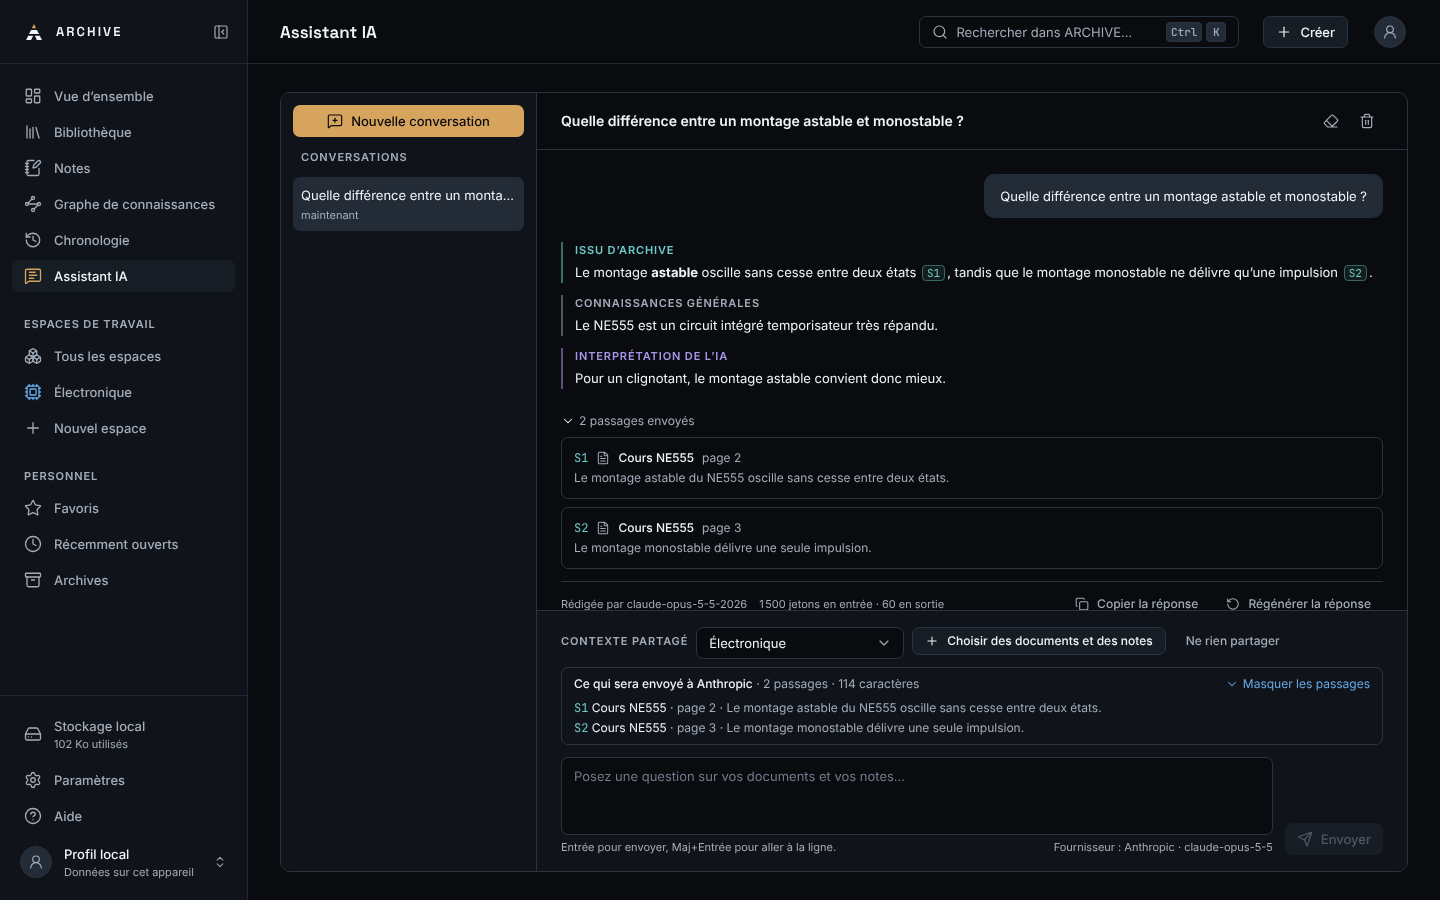 ARCHIVE
Assistant IA
Rechercher dans ARCHIVE...
Ctrl K
Créer
Vue d’ensemble
Bibliothèque
Notes
Graphe de connaissances
Chronologie
Assistant IA
ESPACES DE TRAVAIL
Tous les espaces
Électronique
Nouvel espace
PERSONNEL
Favoris
Récemment ouverts
Archives
Stockage local
102 Ko utilisés
Paramètres
Aide
Profil local
Données sur cet appareil
Nouvelle conversation
CONVERSATIONS
Quelle différence entre un monta...
maintenant
Quelle différence entre un montage astable et monostable ?
Quelle différence entre un montage astable et monostable ?
ISSU D’ARCHIVE
Le montage astable oscille sans cesse entre deux états S1 , tandis que le montage monostable ne délivre qu’une impulsion S2 .
CONNAISSANCES GÉNÉRALES
Le NE555 est un circuit intégré temporisateur très répandu.
INTERPRÉTATION DE L’IA
Pour un clignotant, le montage astable convient donc mieux.
2 passages envoyés
S1 Cours NE555 page 2
Le montage astable du NE555 oscille sans cesse entre deux états.
S2 Cours NE555 page 3
Le montage monostable délivre une seule impulsion.
Rédigée par claude-opus-5-5-2026 1 500 jetons en entrée · 60 en sortie
Copier la réponse
Régénérer la réponse
CONTEXTE PARTAGÉ
Électronique
Choisir des documents et des notes
Ne rien partager
Ce qui sera envoyé à Anthropic · 2 passages · 114 caractères
Masquer les passages
S1 Cours NE555 · page 2 · Le montage astable du NE555 oscille sans cesse entre deux états.
S2 Cours NE555 · page 3 · Le montage monostable délivre une seule impulsion.
Posez une question sur vos documents et vos notes...
Envoyer
Entrée pour envoyer, Maj+Entrée pour aller à la ligne.
Fournisseur : Anthropic · claude-opus-5-5